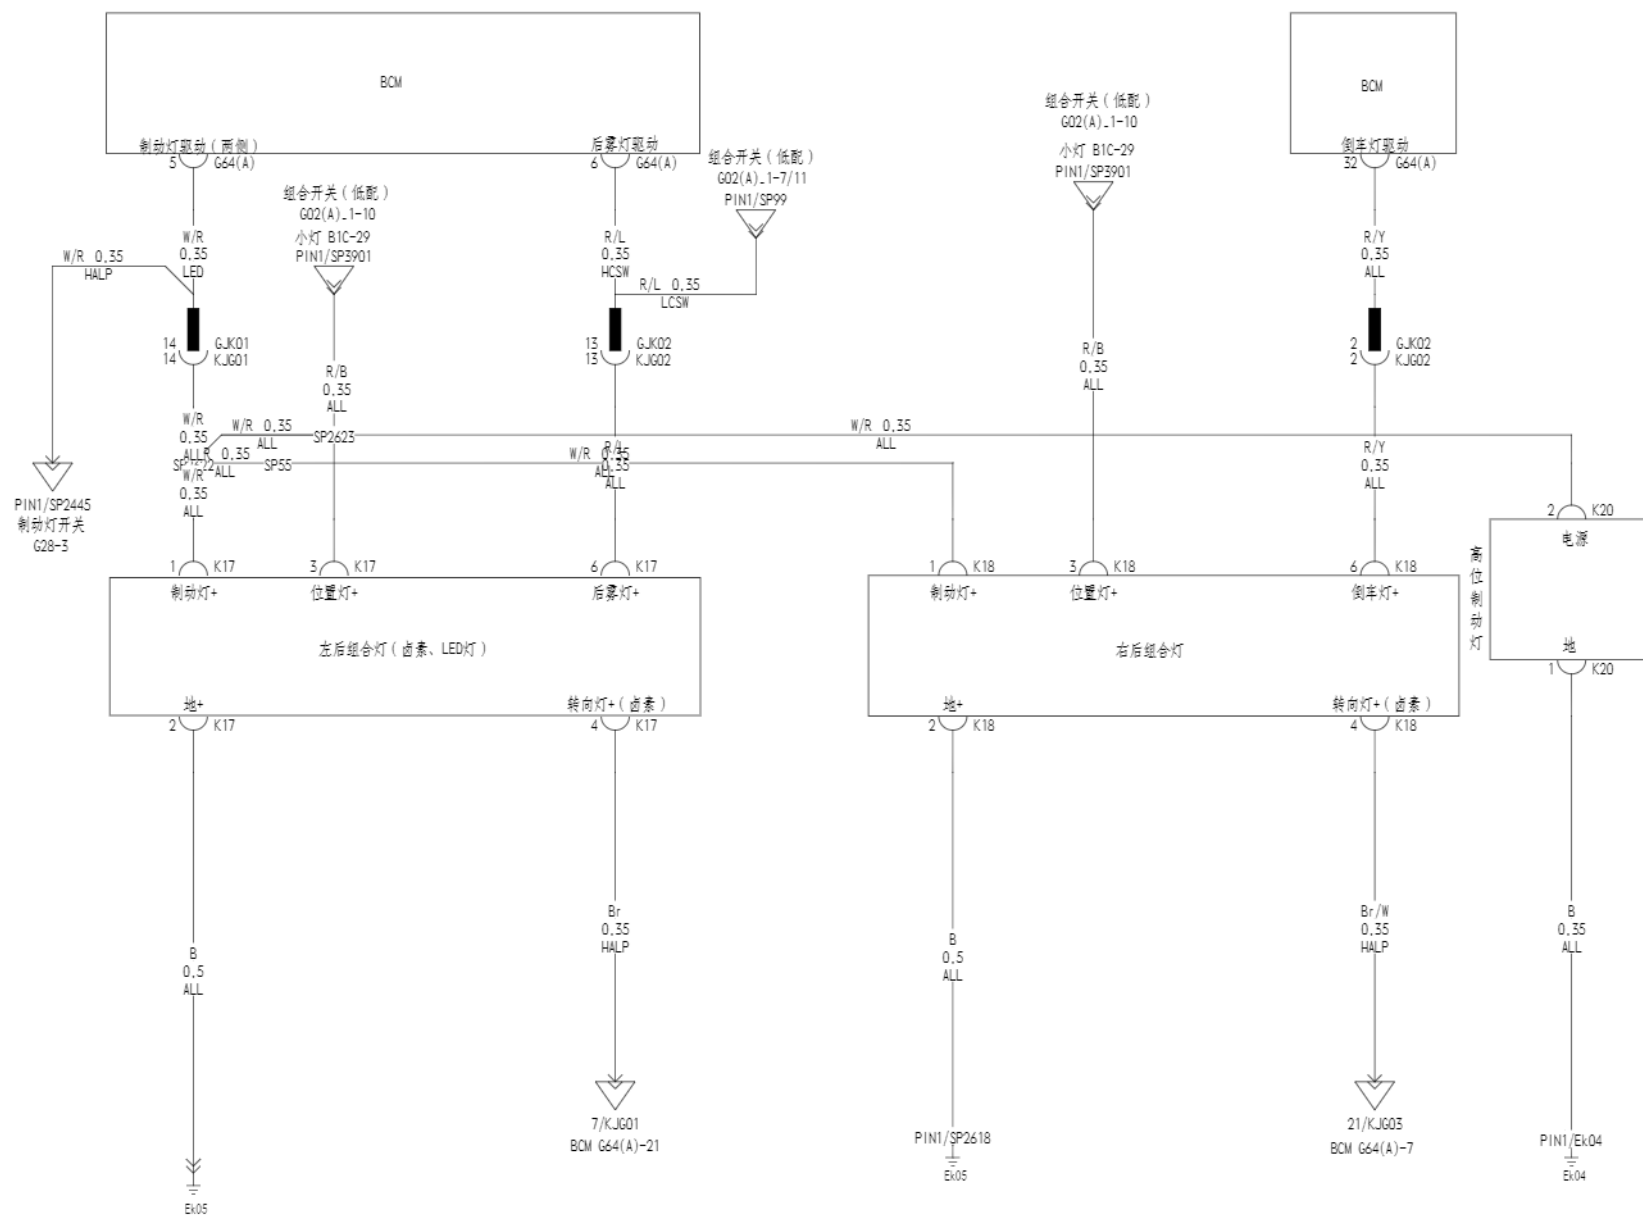 BCM
BCM
制动灯驱动（两侧）
5 G64(A)
后雾灯驱动
6 G64(A)
倒车灯驱动
32 G64(A)
组合开关（低配）
G02(A)_1-10
小灯 B1C-29
PIN1/SP3901
组合开关（低配）
G02(A)_1-7/11
PIN1/SP99
组合开关（低配）
G02(A)_1-10
小灯 B1C-29
PIN1/SP3901
W/R
0.35
LED
W/R 0.35
HALP
R/L
0.35
HCSW
R/L 0.35
LCSW
R/Y
0.35
ALL
14 GJK01
14 KJG01
13 GJK02
13 KJG02
2 GJK02
2 KJG02
R/B
0.35
ALL
R/B
0.35
ALL
W/R
0.35
ALL
W/R 0.35
ALL
SP2623
W/R 0.35
ALL
R 0.35
ALL
SP55
W/R 0.35
ALL
R/L
0.35
ALL
R/Y
0.35
ALL
W/R
0.35
ALL
PIN1/SP2445
制动灯开关
G28-3
1 K17
制动灯+
3 K17
位置灯+
6 K17
后雾灯+
左后组合灯（卤素、LED灯）
地+
2 K17
转向灯+（卤素）
4 K17
1 K18
制动灯+
3 K18
位置灯+
6 K18
倒车灯+
右后组合灯
地+
2 K18
转向灯+（卤素）
4 K18
2 K20
电源
高位制动灯
地
1 K20
B
0.5
ALL
Br
0.35
HALP
B
0.5
ALL
Br/W
0.35
HALP
B
0.35
ALL
7/KJG01
BCM G64(A)-21
PIN1/SP2618
21/KJG03
BCM G64(A)-7
PIN1/Ek04
Ek05
Ek05
Ek04